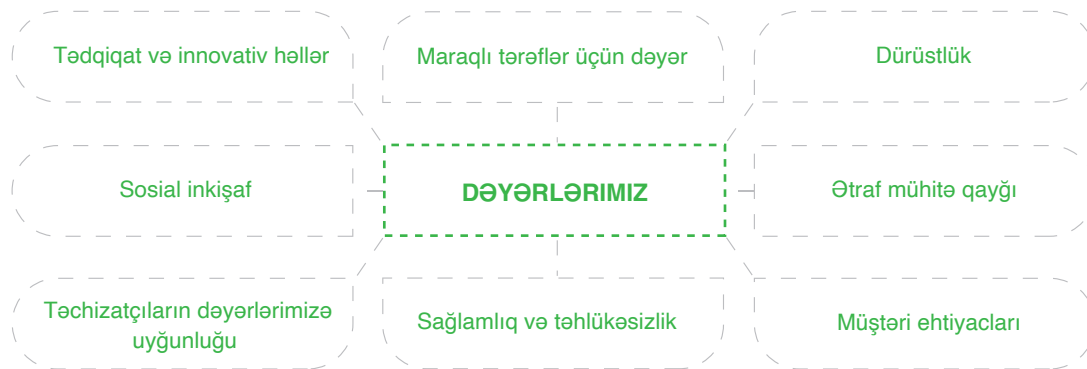 Tədqiqat və innovativ həllər
Maraqlı tərəflər üçün dəyər
Dürüstlük
Sosial inkişaf
DƏYƏRLƏRIMIZ
Ətraf mühitə qayğı
Təchizatçıların dəyərlərimizə
uyğunluğu
Sağlamlıq və təhlükəsizlik
Müştəri ehtiyacları